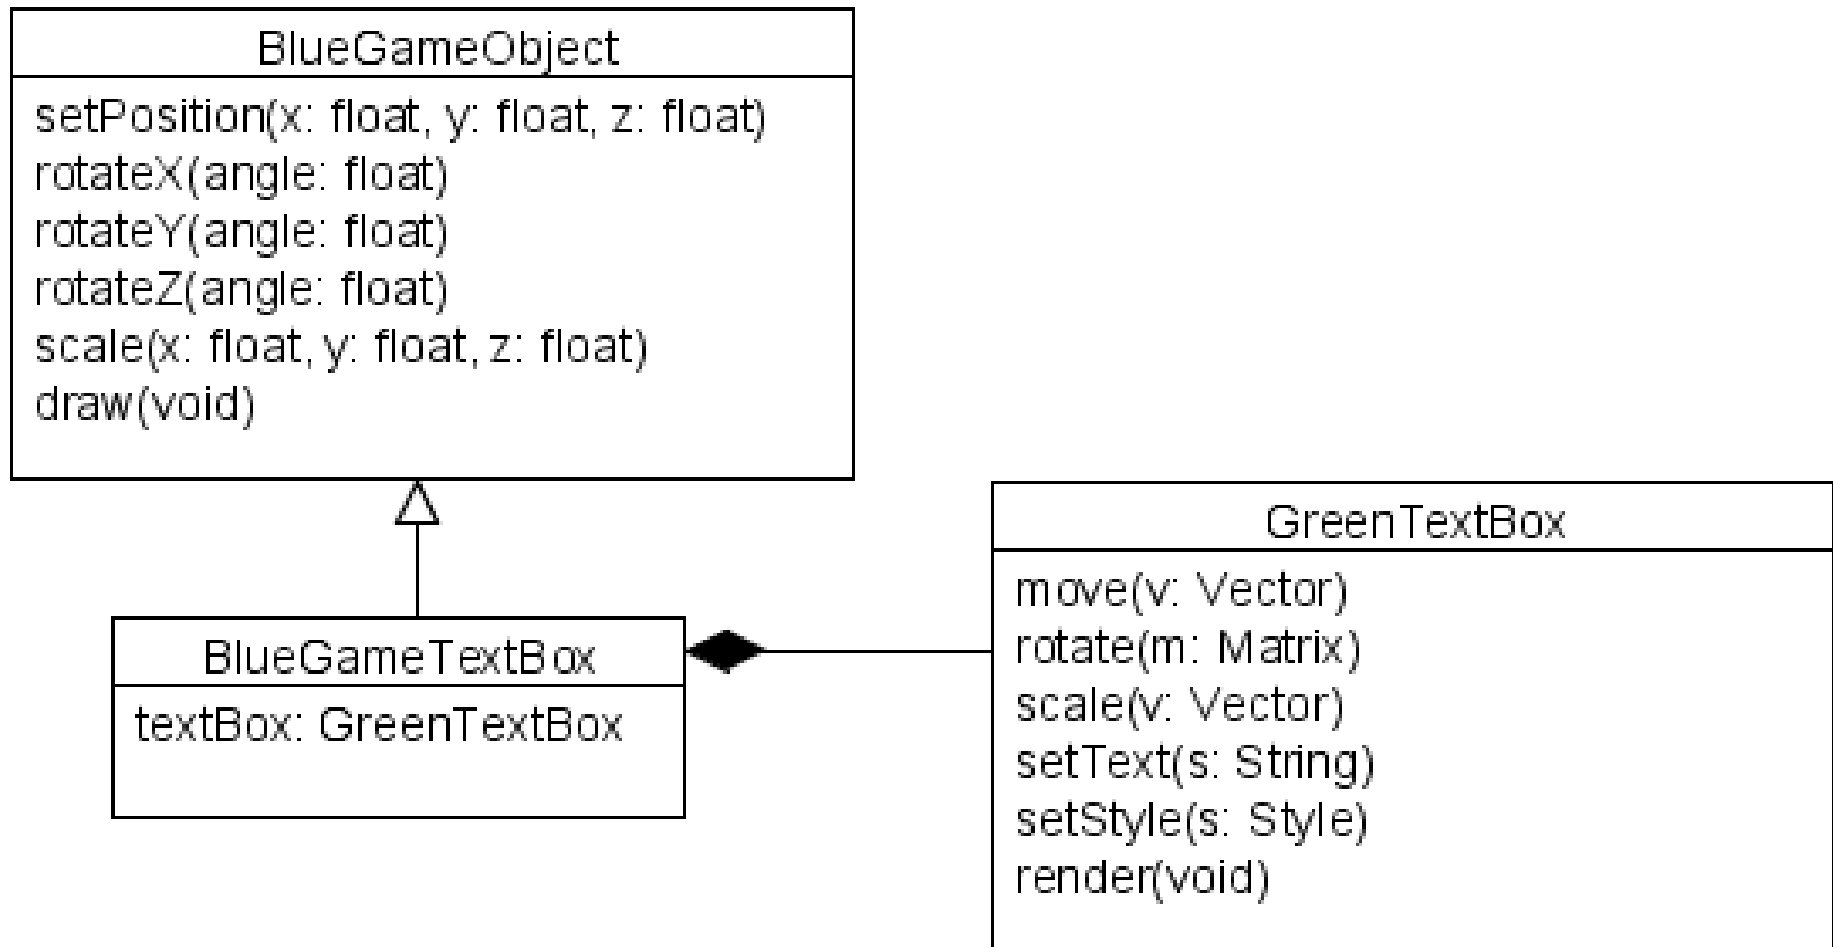 BlueGameObject
setPosition(x: float, y: float, z: float)
rotateX(angle: float)
rotateY(angle: float)
rotateZ(angle: float)
scale(x: float, y: float, z: float)
draw(void)
BlueGameTextBox
textBox: GreenTextBox
GreenTextBox
move(v: Vector)
rotate(m: Matrix)
scale(v: Vector)
setText(s: String)
setStyle(s: Style)
render(void)